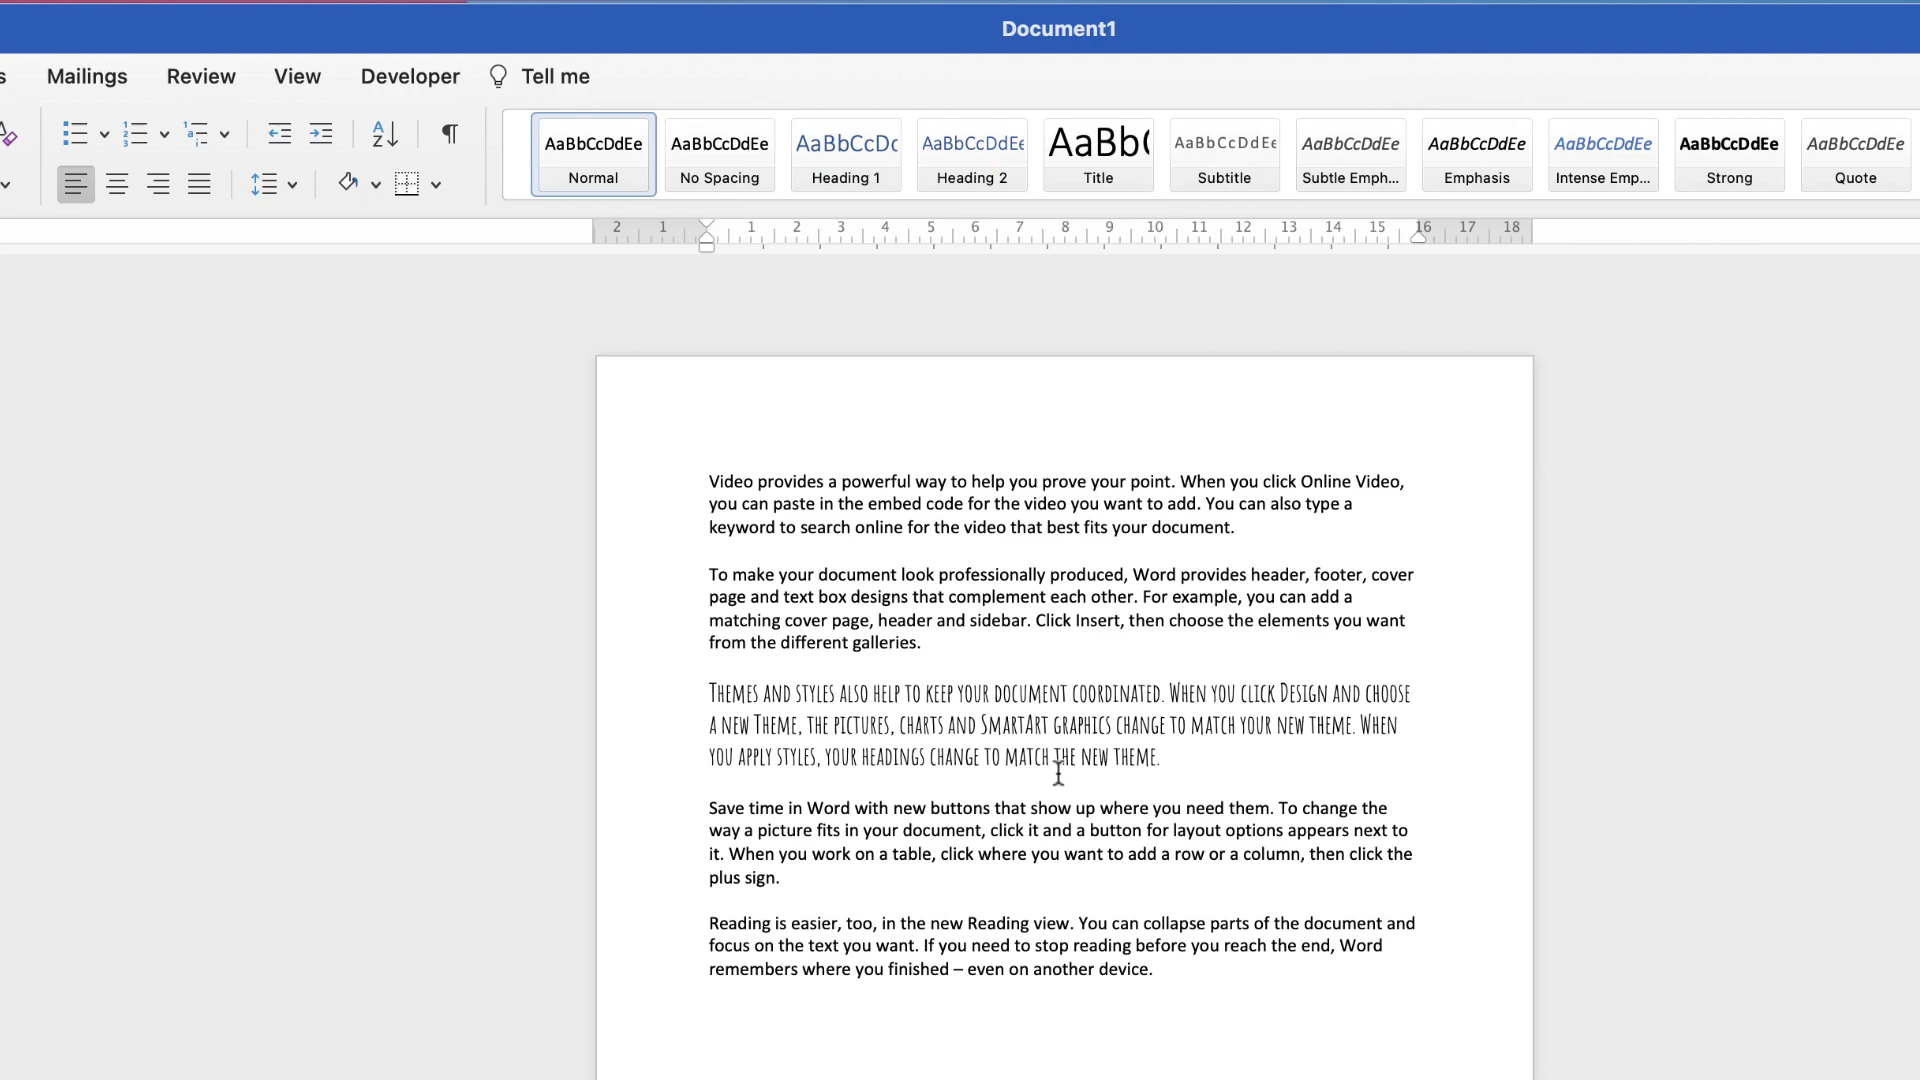 Document1
s Mailings Review View Developer Tell me
AaBbCcDdEe AaBbCcDdEe AaBbCcDc AaBbCcDdEe AaBb( AaBbCcDdEe AaBbCcDdEe AaBbCcDdEe AaBbCcDdEe AaBbCcDdEe AaBbCcDdEe
Normal No Spacing Heading 1 Heading 2 Title Subtitle Subtle Emph... Emphasis Intense Emp... Strong Quote
2 1 1 2 3 4 5 6 7 8 9 10 11 12 13 14 15 16 17 18
Video provides a powerful way to help you prove your point. When you click Online Video,
you can paste in the embed code for the video you want to add. You can also type a
keyword to search online for the video that best fits your document.
To make your document look professionally produced, Word provides header, footer, cover
page and text box designs that complement each other. For example, you can add a
matching cover page, header and sidebar. Click Insert, then choose the elements you want
from the different galleries.
Themes and styles also help to keep your document coordinated. When you click Design and choose
a new Theme, the pictures, charts and SmartArt graphics change to match your new theme. When
you apply styles, your headings change to match the new theme.
Save time in Word with new buttons that show up where you need them. To change the
way a picture fits in your document, click it and a button for layout options appears next to
it. When you work on a table, click where you want to add a row or a column, then click the
plus sign.
Reading is easier, too, in the new Reading view. You can collapse parts of the document and
focus on the text you want. If you need to stop reading before you reach the end, Word
remembers where you finished – even on another device.